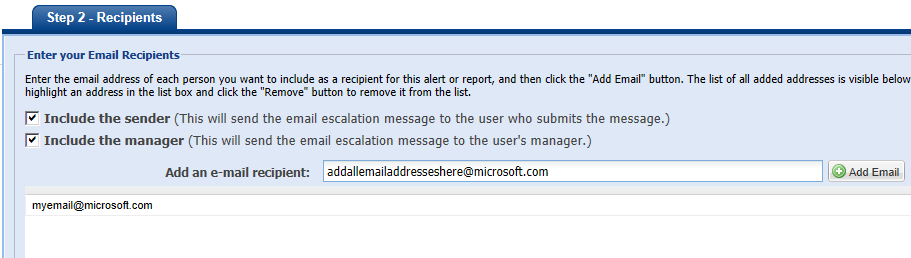 Step 2 - Recipients
Enter your Email Recipients
Enter the email address of each person you want to include as a recipient for this alert or report, and then click the "Add Email" button. The list of all added addresses is visible below
highlight an address in the list box and click the "Remove" button to remove it from the list.
Include the sender (This will send the email escalation message to the user who submits the message.)
Include the manager (This will send the email escalation message to the user's manager.)
Add an e-mail recipient: addallemailaddresseshere@microsoft.com Add Email
myemail@microsoft.com